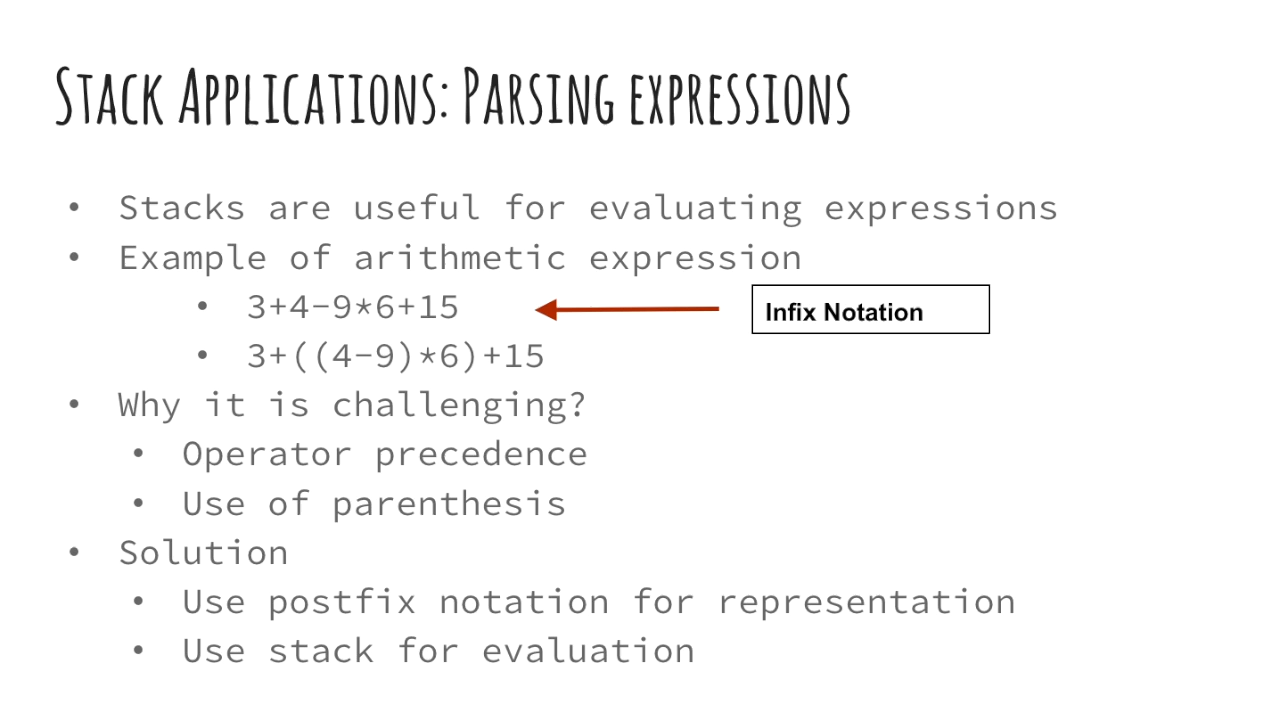 Stack Applications: Parsing expressions
• Stacks are useful for evaluating expressions
• Example of arithmetic expression
• 3+4-9*6+15
Infix Notation
• 3+((4-9)*6)+15
• Why it is challenging?
• Operator precedence
• Use of parenthesis
• Solution
• Use postfix notation for representation
• Use stack for evaluation